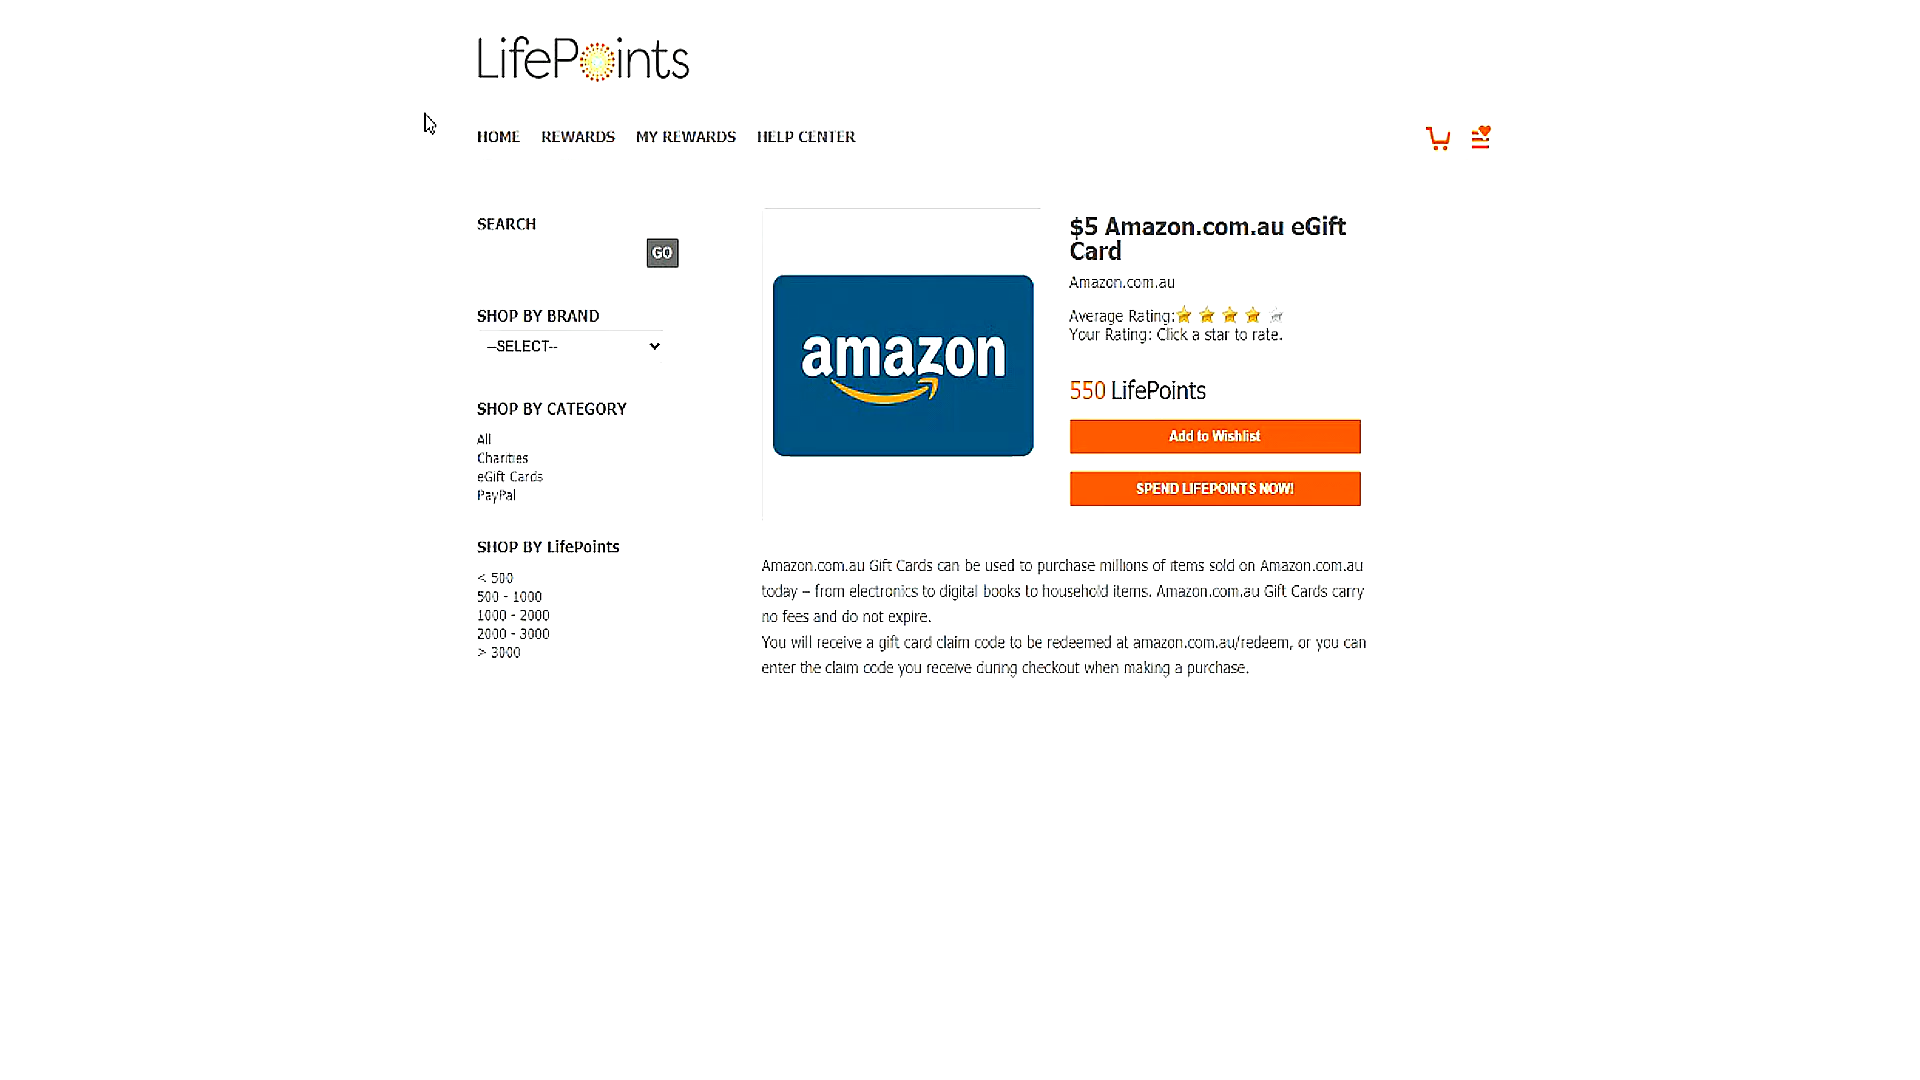 LifePoints
HOME REWARDS MY REWARDS HELP CENTER
SEARCH
GO
SHOP BY BRAND
--SELECT--
SHOP BY CATEGORY
All
Charities
eGift Cards
PayPal
SHOP BY LifePoints
< 500
500 - 1000
1000 - 2000
2000 - 3000
> 3000
amazon
$5 Amazon.com.au eGift
Card
Amazon.com.au
Average Rating:
Your Rating: Click a star to rate.
550 LifePoints
Add to Wishlist
SPEND LIFEPOINTS NOW!
Amazon.com.au Gift Cards can be used to purchase millions of items sold on Amazon.com.au
today – from electronics to digital books to household items. Amazon.com.au Gift Cards carry
no fees and do not expire.
You will receive a gift card claim code to be redeemed at amazon.com.au/redeem, or you can
enter the claim code you receive during checkout when making a purchase.